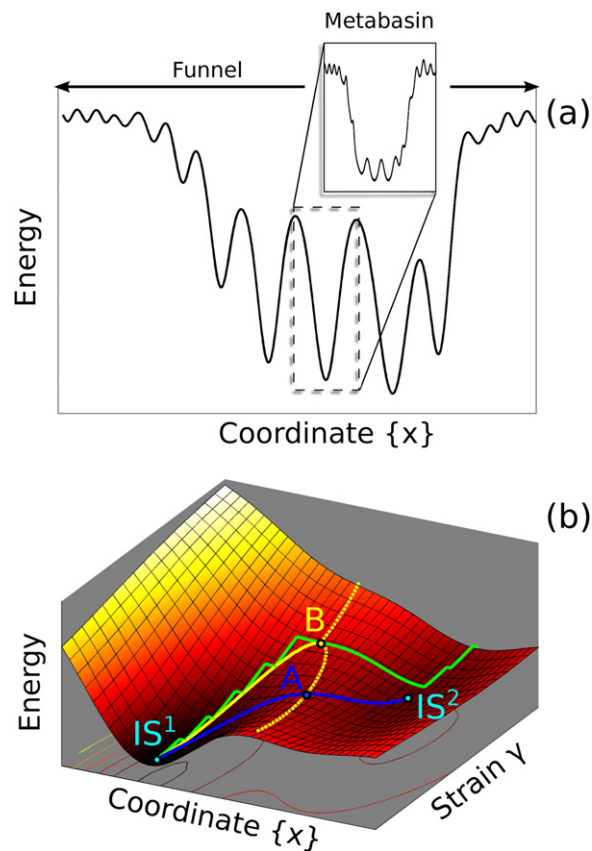 Metabasin
Funnel
(a)
Energy
Coordinate {x}
(b)
B
A
IS¹
IS²
Energy
Coordinate {x}
Strain γ